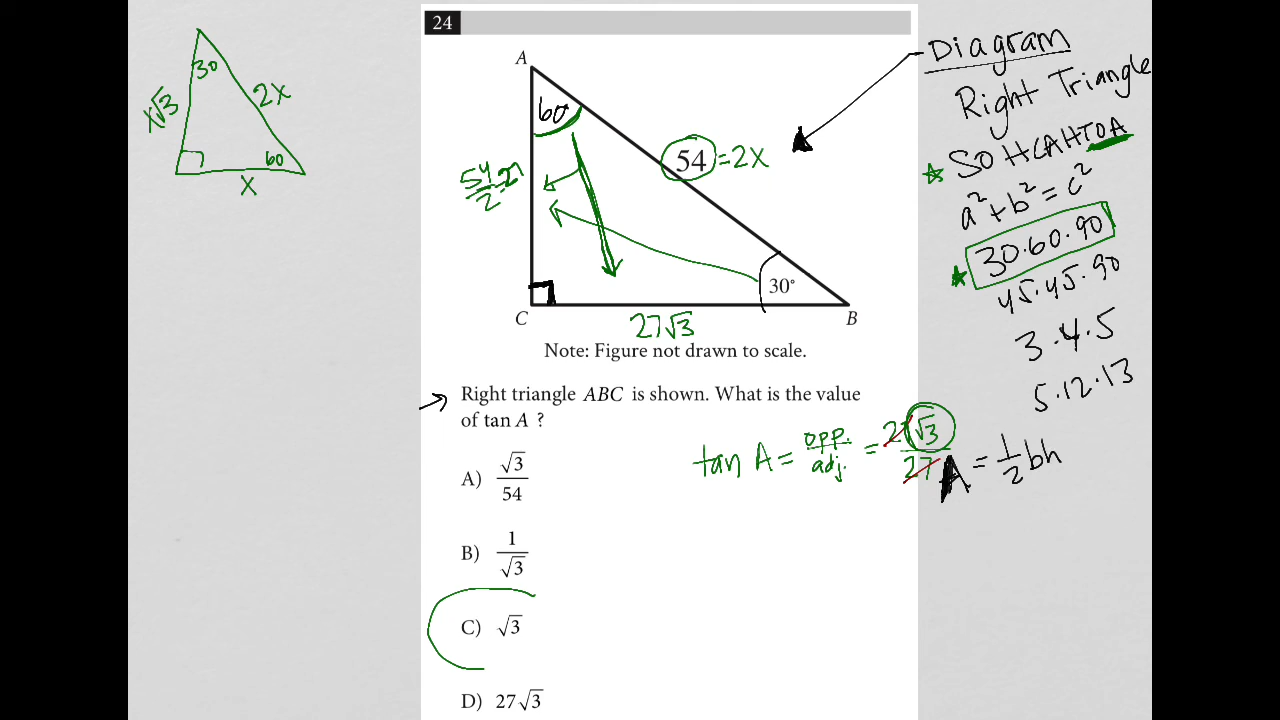 24
A
60°
54 = 2X
54/2 = 27
30°
C
27√3
B
Note: Figure not drawn to scale.
Right triangle ABC is shown. What is the value
of tan A ?
A) √3/54
B) 1/√3
C) √3
D) 27√3
tan A = opp./adj. = 27√3/27
30
X√3
2X
60
X
Diagram
Right Triangle
SOHCAHTOA
a² + b² = c²
30·60·90
45·45·90
3·4·5
5·12·13
A = 1/2 bh